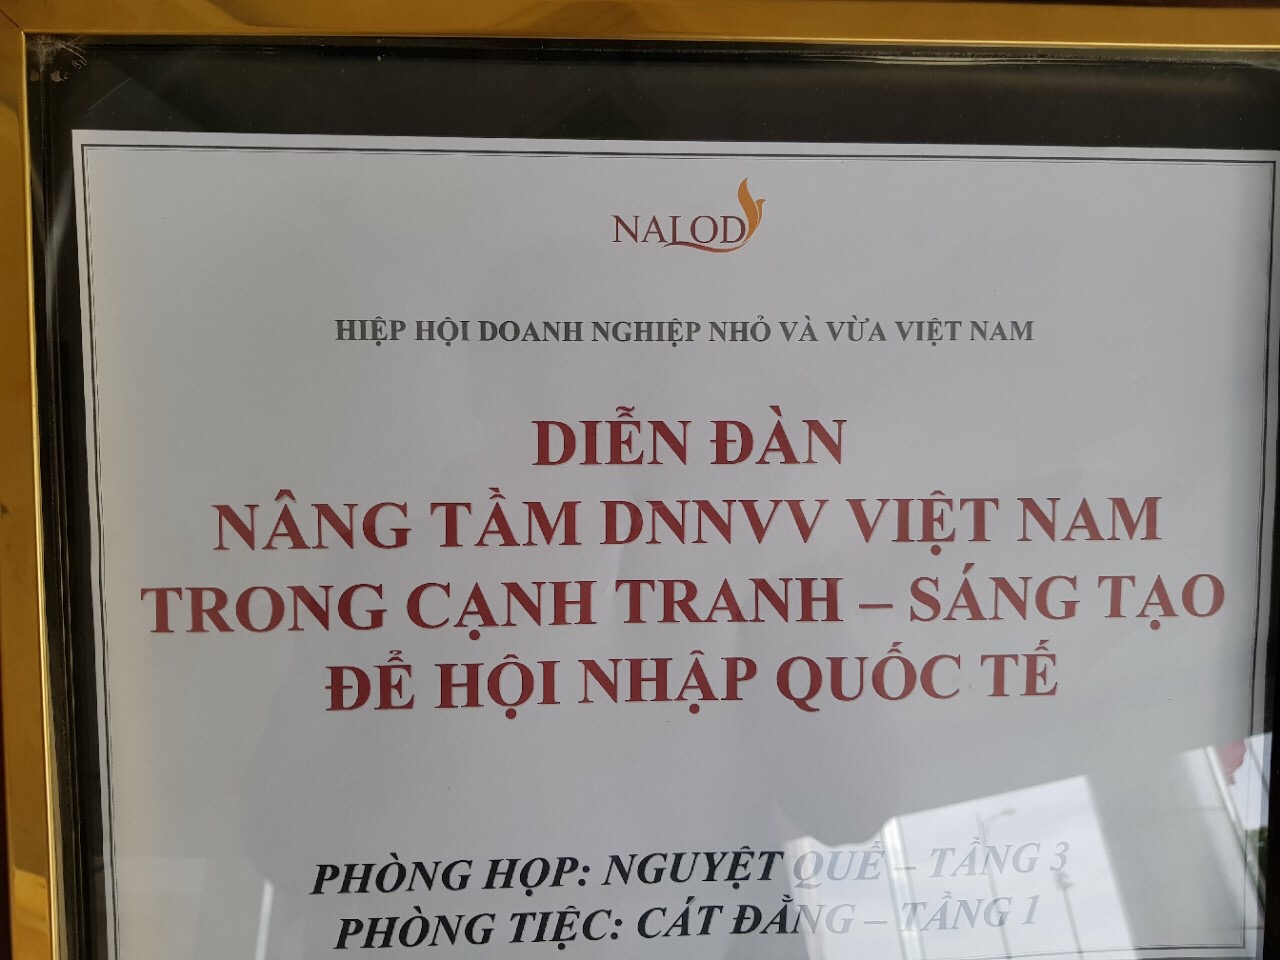 NALOD
HIỆP HỘI DOANH NGHIỆP NHỎ VÀ VỪA VIỆT NAM
DIỄN ĐÀN
NÂNG TẦM DNNVV VIỆT NAM
TRONG CẠNH TRANH – SÁNG TẠO
ĐỂ HỘI NHẬP QUỐC TẾ
PHÒNG HỌP: NGUYỆT QUẾ – TẦNG 3
PHÒNG TIỆC: CÁT ĐẰNG – TẦNG 1